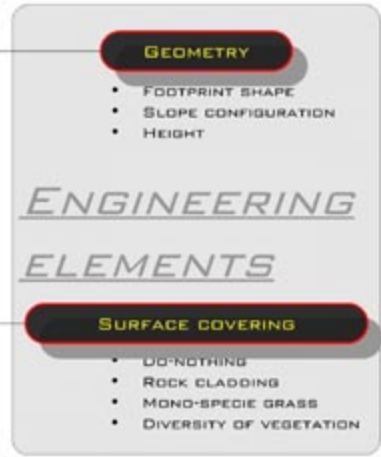 GEOMETRY
• FOOTPRINT SHAPE
• SLOPE CONFIGURATION
• HEIGHT
ENGINEERING
ELEMENTS
SURFACE COVERING
• DO-NOTHING
• ROCK CLADDING
• MONO-SPECIE GRASS
• DIVERSITY OF VEGETATION